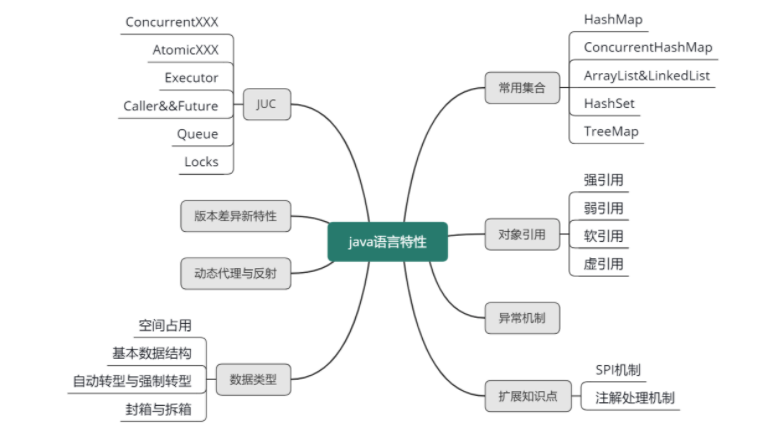 java语言特性
JUC
ConcurrentXXX
AtomicXXX
Executor
Caller&&Future
Queue
Locks
版本差异新特性
动态代理与反射
数据类型
空间占用
基本数据结构
自动转型与强制转型
封箱与拆箱
常用集合
HashMap
ConcurrentHashMap
ArrayList&LinkedList
HashSet
TreeMap
对象引用
强引用
弱引用
软引用
虚引用
异常机制
扩展知识点
SPI机制
注解处理机制